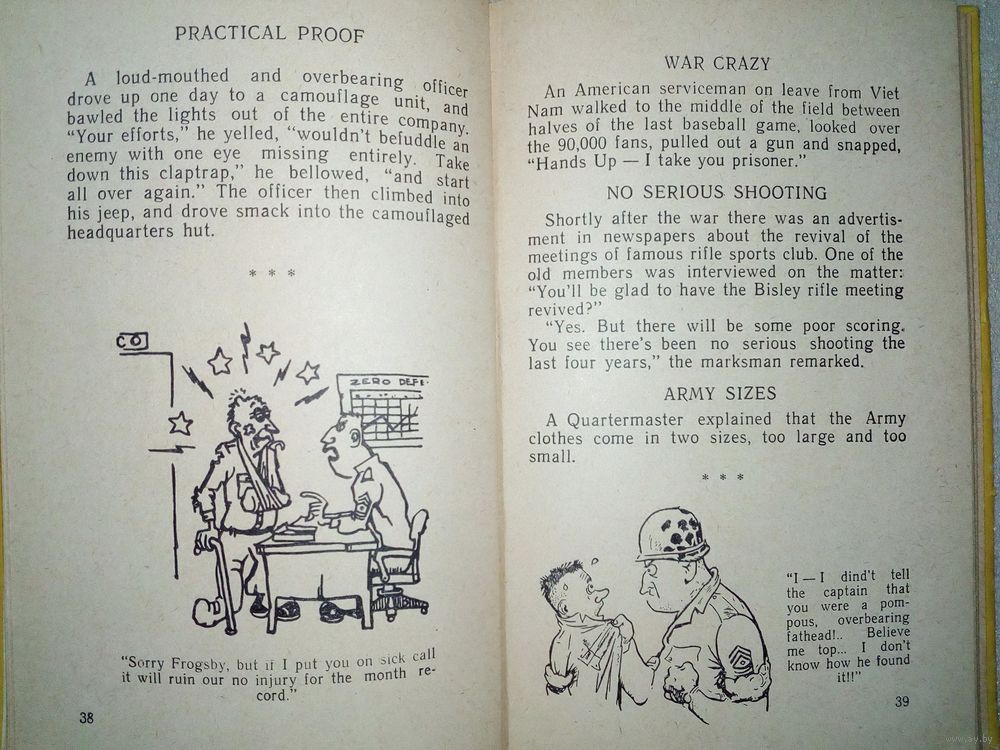 PRACTICAL PROOF
A loud-mouthed and overbearing officer
drove up one day to a camouflage unit, and
bawled the lights out of the entire company.
“Your efforts,” he yelled, “wouldn't befuddle an
enemy with one eye missing entirely. Take
down this claptrap,” he bellowed, “and start
all over again.” The officer then climbed into
his jeep, and drove smack into the camouflaged
headquarters hut.
* * *
CO
ZERO DEFE
“Sorry Frogsby, but if I put you on sick call
it will ruin our no injury for the month re-
cord.”
38
WAR CRAZY
An American serviceman on leave from Viet
Nam walked to the middle of the field between
halves of the last baseball game, looked over
the 90,000 fans, pulled out a gun and snapped,
“Hands Up — I take you prisoner.”
NO SERIOUS SHOOTING
Shortly after the war there was an advertis-
ment in newspapers about the revival of the
meetings of famous rifle sports club. One of the
old members was interviewed on the matter:
“You'll be glad to have the Bisley rifle meeting
revived?”
“Yes. But there will be some poor scoring.
You see there's been no serious shooting the
last four years,” the marksman remarked.
ARMY SIZES
A Quartermaster explained that the Army
clothes come in two sizes, too large and too
small.
* * *
“I — I dind't tell
the captain that
you were a pom-
pous, overbearing
fathead!.. Believe
me top... I don't
know how he found
it!!”
39
www.ay.by